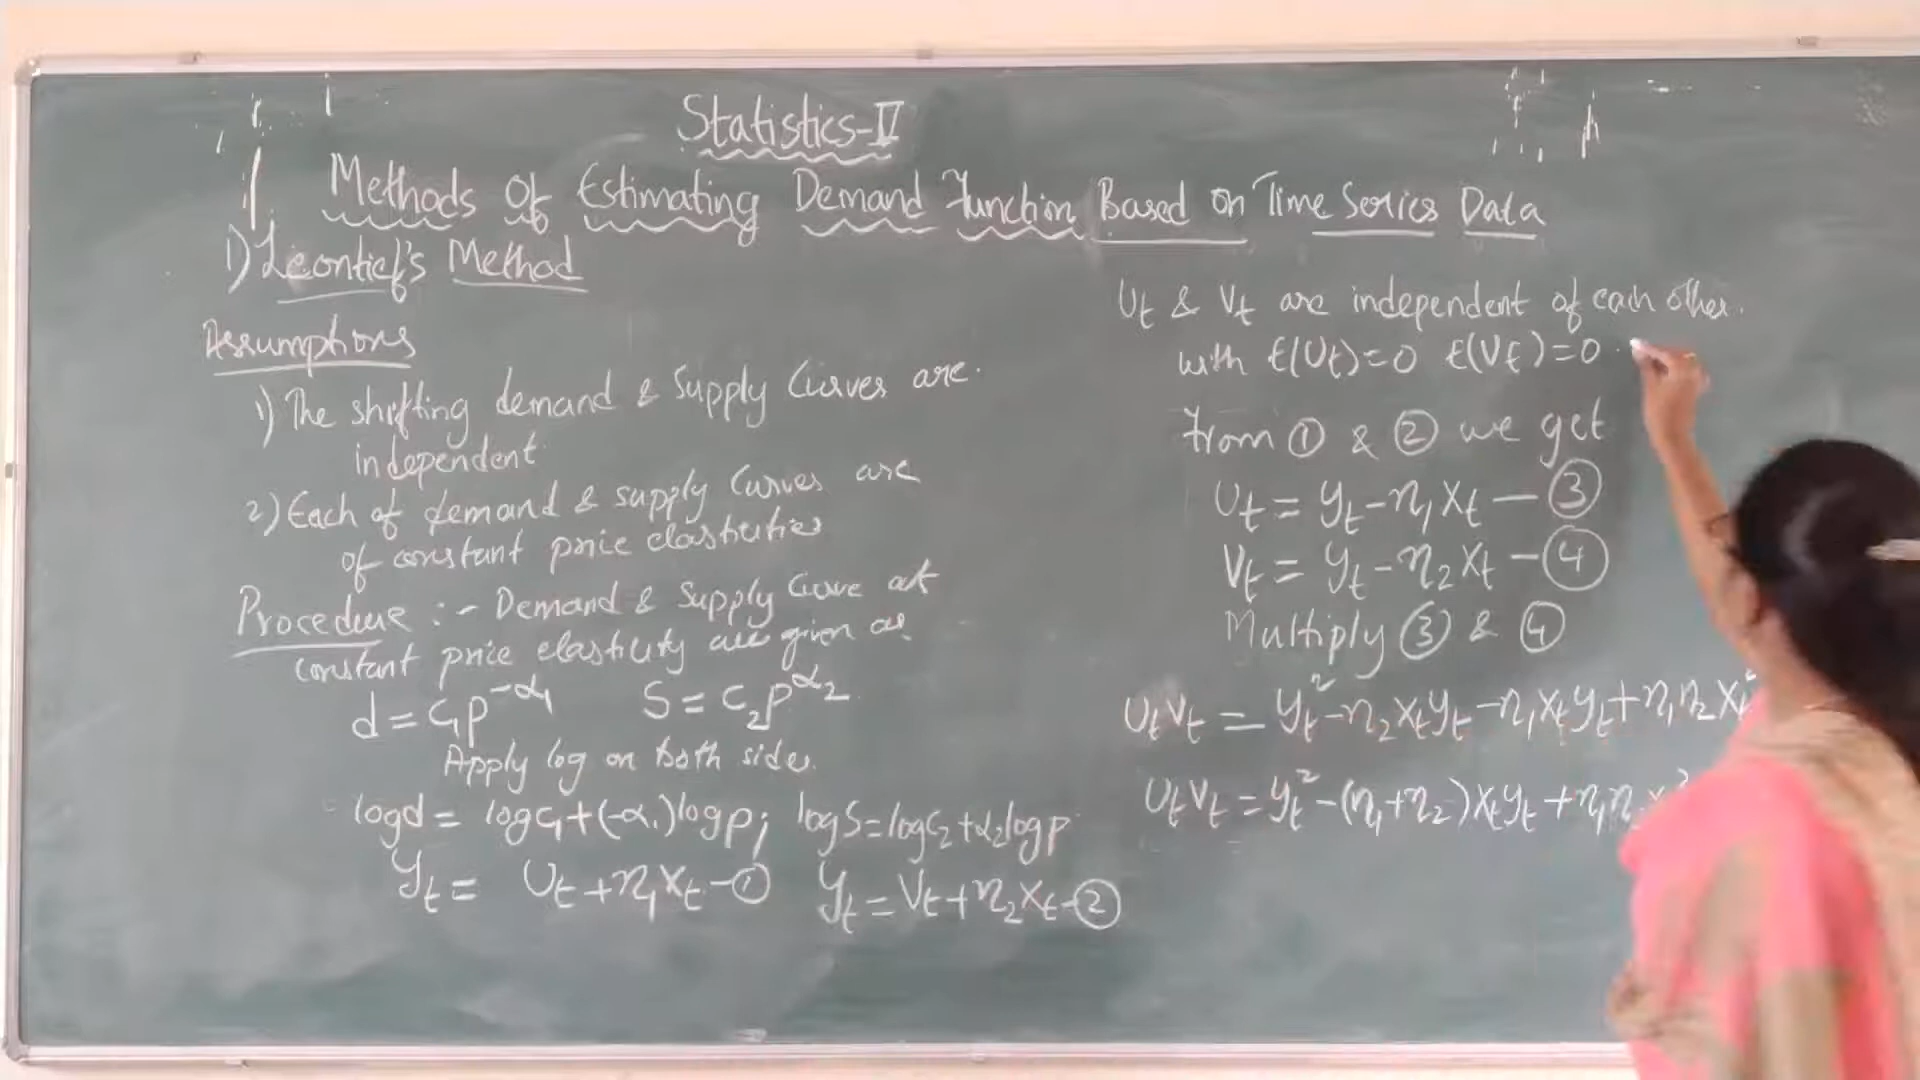 Statistics-IV
Methods Of Estimating Demand Function Based on Time Series Data
1) Leontief's Method
Assumptions
1) The shifting demand & supply Curves are
independent
2) Each of demand & supply Curves are
of constant price elasticities
Procedure :- Demand & supply Curve at
constant price elasticity are given as
d = c₁p^-α₁ S = c₂p^α₂
Apply log on both sides.
logd = logc₁+(-α₁)logp; logS=logc₂+α₂logp
yₜ = Uₜ+η₁Xₜ-① yₜ=Vₜ+η₂Xₜ-②
Uₜ & Vₜ are independent of each other.
with E(Uₜ)=0 E(Vₜ)=0
From ① & ② we get
Uₜ = yₜ-η₁Xₜ — ③
Vₜ = yₜ-η₂Xₜ -④
Multiply ③ & ④
UₜVₜ = yₜ²-η₂Xₜyₜ-η₁Xₜyₜ+η₁η₂Xₜ²
UₜVₜ = yₜ²-(η₁+η₂)Xₜyₜ+η₁η₂